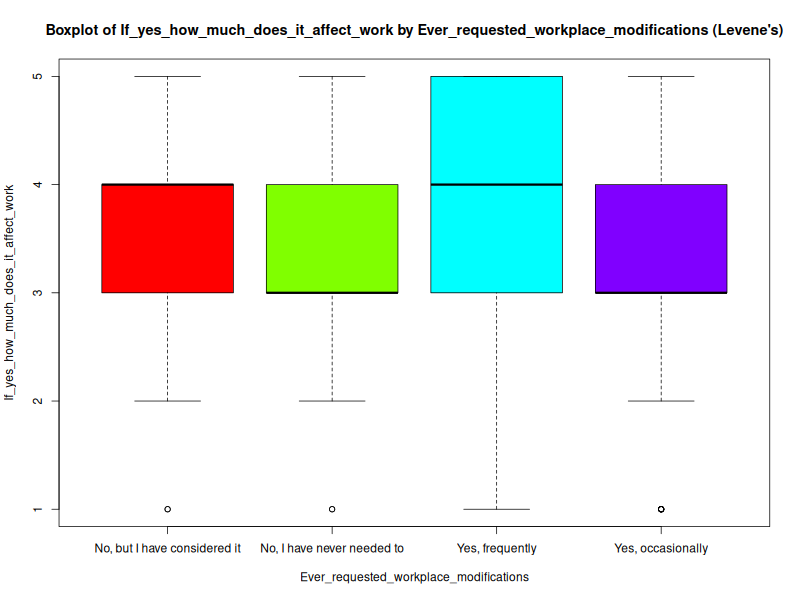 Boxplot of If_yes_how_much_does_it_affect_work by Ever_requested_workplace_modifications (Levene's)
If_yes_how_much_does_it_affect_work
5
4
3
2
1
No, but I have considered it
No, I have never needed to
Yes, frequently
Yes, occasionally
Ever_requested_workplace_modifications